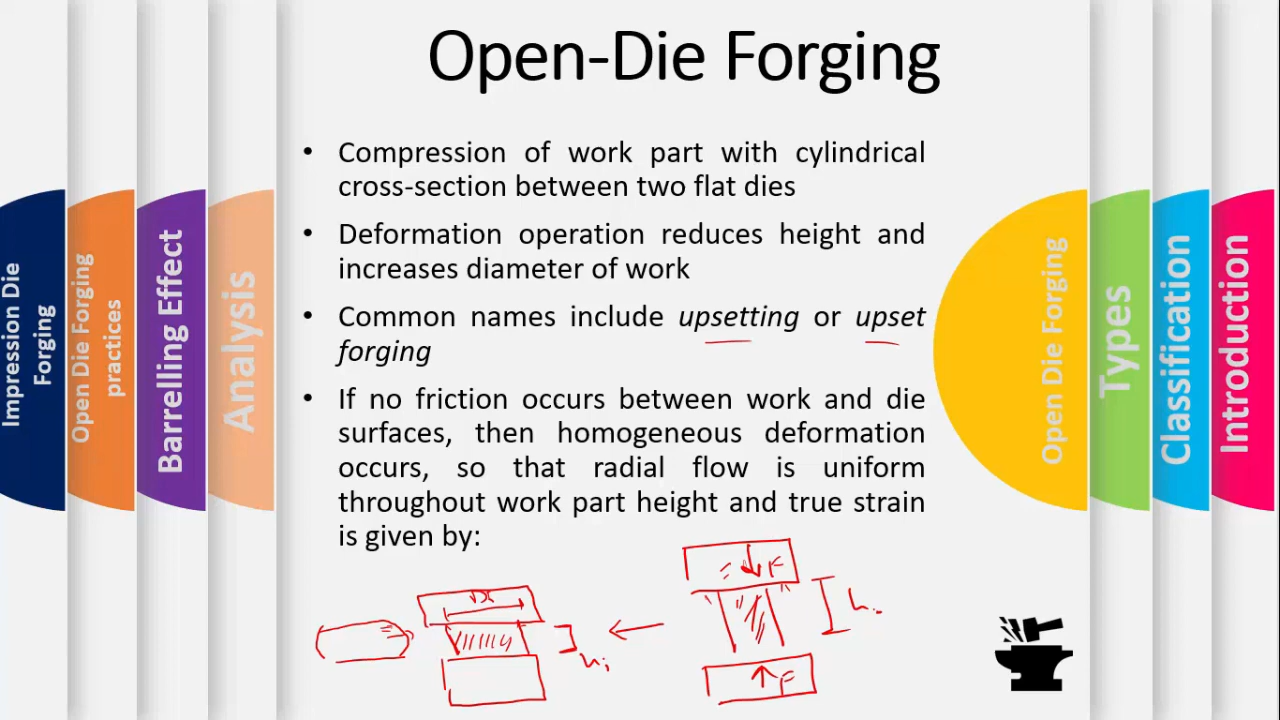 Open-Die Forging
• Compression of work part with cylindrical
cross-section between two flat dies
• Deformation operation reduces height and
increases diameter of work
• Common names include upsetting or upset
forging
• If no friction occurs between work and die
surfaces, then homogeneous deformation
occurs, so that radial flow is uniform
throughout work part height and true strain
is given by:
Impression Die
Forging
Open Die Forging
practices
Barrelling Effect
Analysis
Open Die Forging
Types
Classification
Introduction
F
F